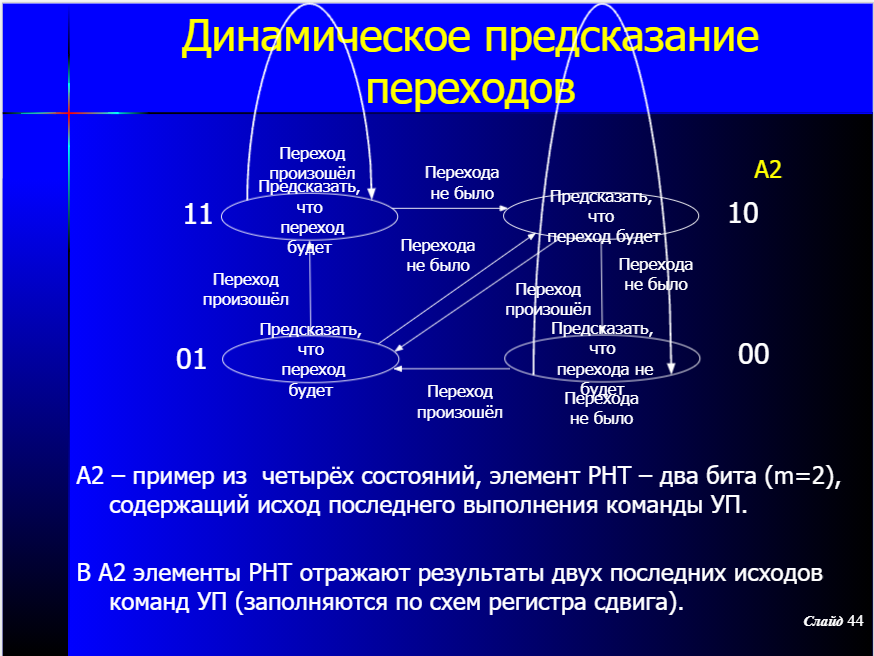 Динамическое предсказание
переходов
Переход
произошёл
Предсказать,
что
переход
будет
Перехода
не было
А2
11
Предсказать,
что
переход будет
10
Перехода
не было
Перехода
не было
Переход
произошёл
Переход
произошёл
01
Предсказать,
что
переход
будет
Предсказать,
что
перехода не
будет
00
Переход
произошёл
Перехода
не было
А2 – пример из четырёх состояний, элемент PHT – два бита (m=2),
содержащий исход последнего выполнения команды УП.
В А2 элементы PHT отражают результаты двух последних исходов
команд УП (заполняются по схем регистра сдвига).
Слайд 44